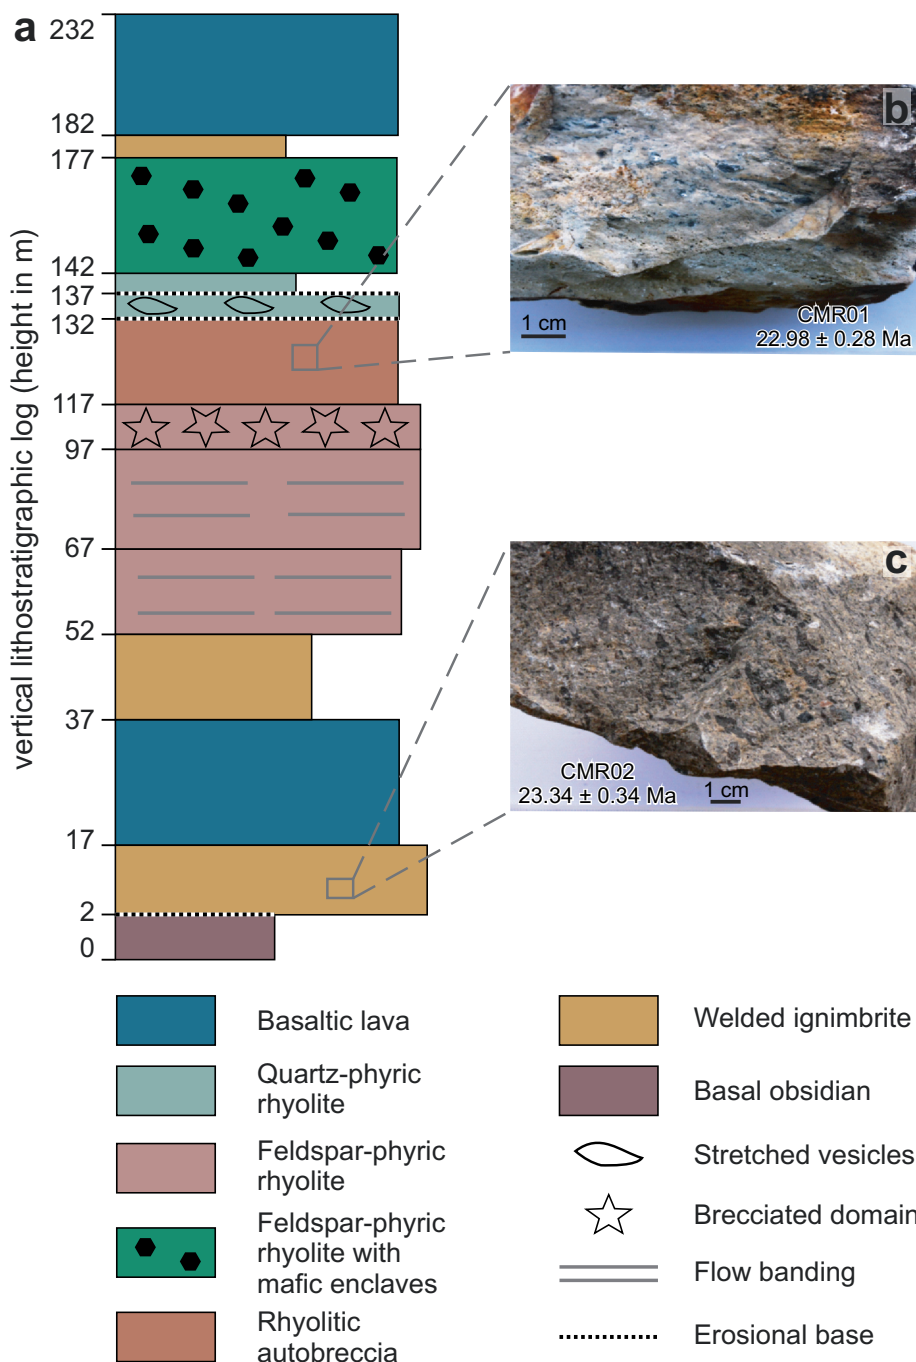 a
232
182
177
142
137
132
117
97
67
52
37
17
2
0
vertical lithostratigraphic log (height in m)
b
1 cm
CMR01
22.98 ± 0.28 Ma
c
CMR02
23.34 ± 0.34 Ma
1 cm
Basaltic lava
Quartz-phyric
rhyolite
Feldspar-phyric
rhyolite
Feldspar-phyric
rhyolite with
mafic enclaves
Rhyolitic
autobreccia
Welded ignimbrite
Basal obsidian
Stretched vesicles
Brecciated domain
Flow banding
Erosional base